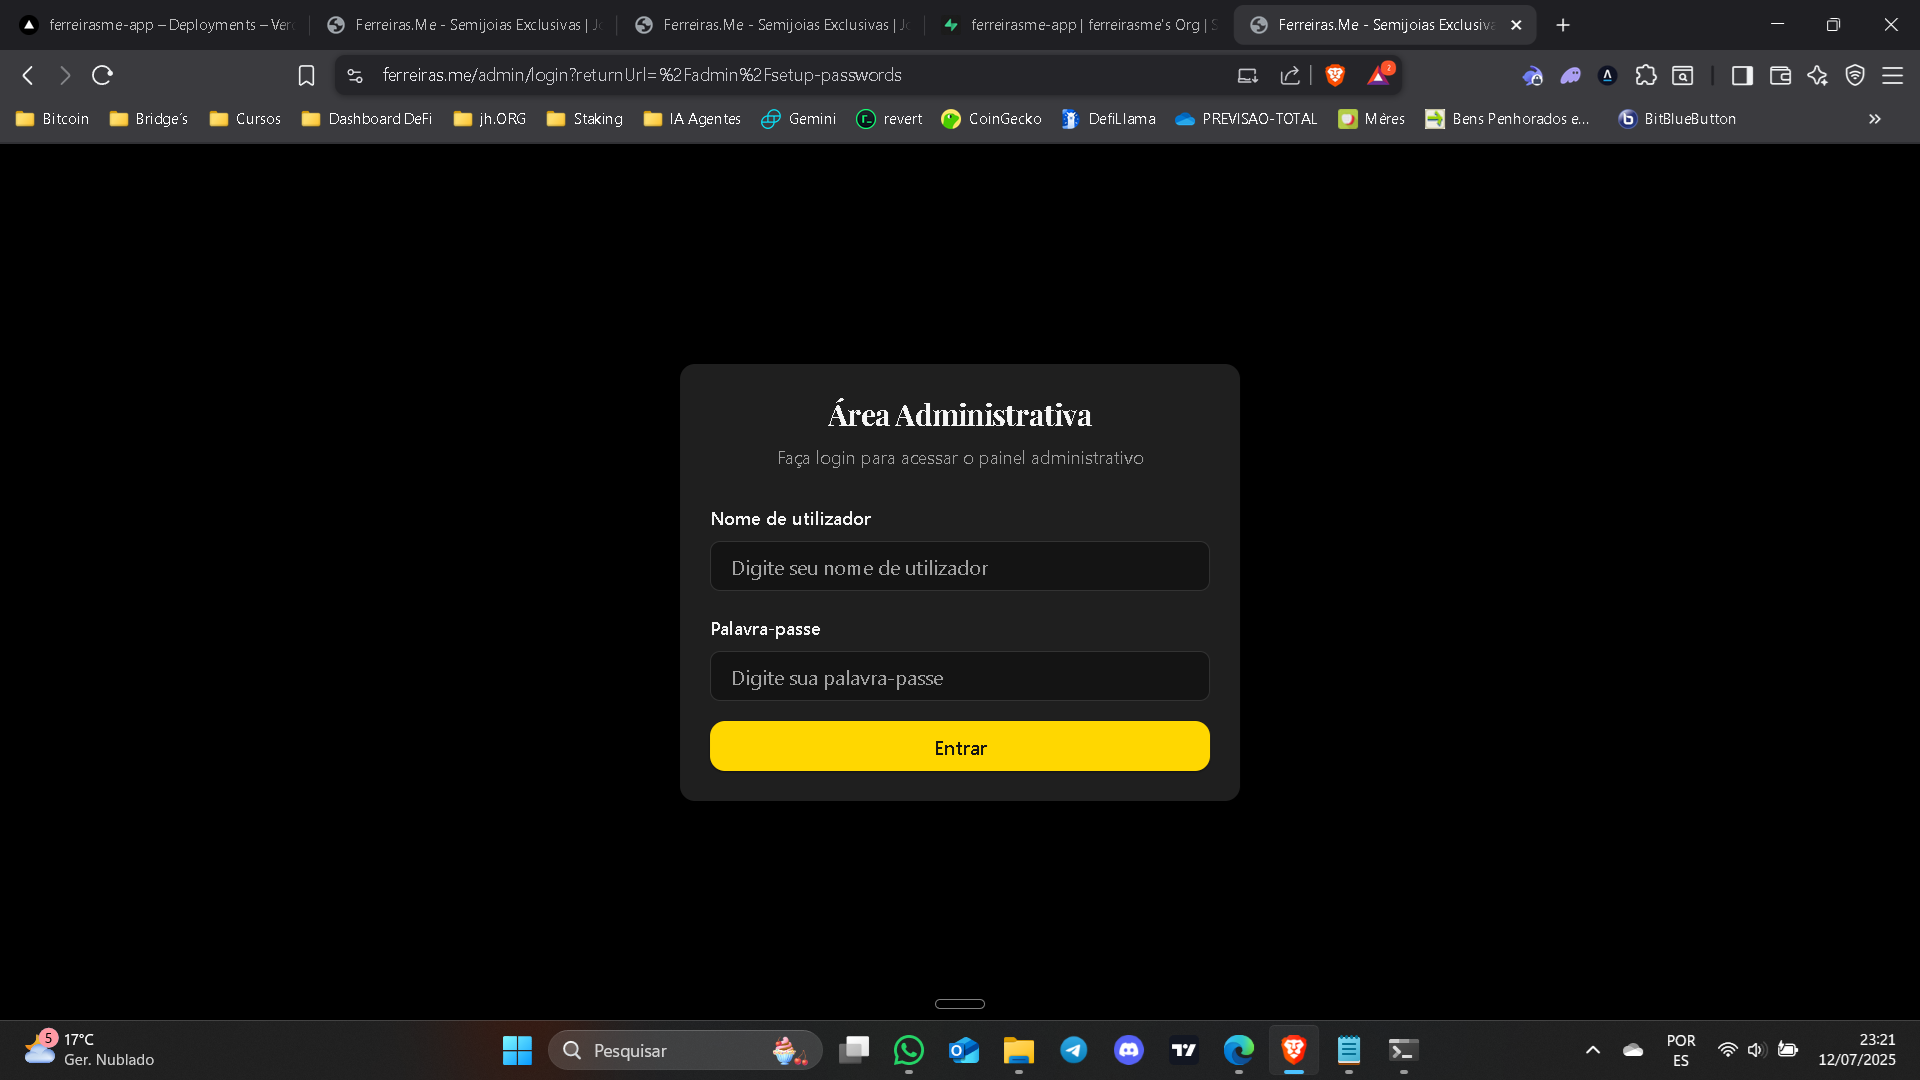 ferreirasme-app – Deployments – Verc
Ferreiras.Me - Semijoias Exclusivas | Jo
Ferreiras.Me - Semijoias Exclusivas | Jo
ferreirasme-app | ferreirasme's Org | S
Ferreiras.Me - Semijoias Exclusiva
ferreiras.me/admin/login?returnUrl=%2Fadmin%2Fsetup-passwords
2
Bitcoin
Bridge's
Cursos
Dashboard DeFi
jh.ORG
Staking
IA Agentes
Gemini
revert
CoinGecko
DefiLlama
PREVISAO-TOTAL
Mères
Bens Penhorados e...
BitBlueButton
Área Administrativa
Faça login para acessar o painel administrativo
Nome de utilizador
Digite seu nome de utilizador
Palavra-passe
Digite sua palavra-passe
Entrar
5
17°C
Ger. Nublado
Pesquisar
POR
ES
23:21
12/07/2025